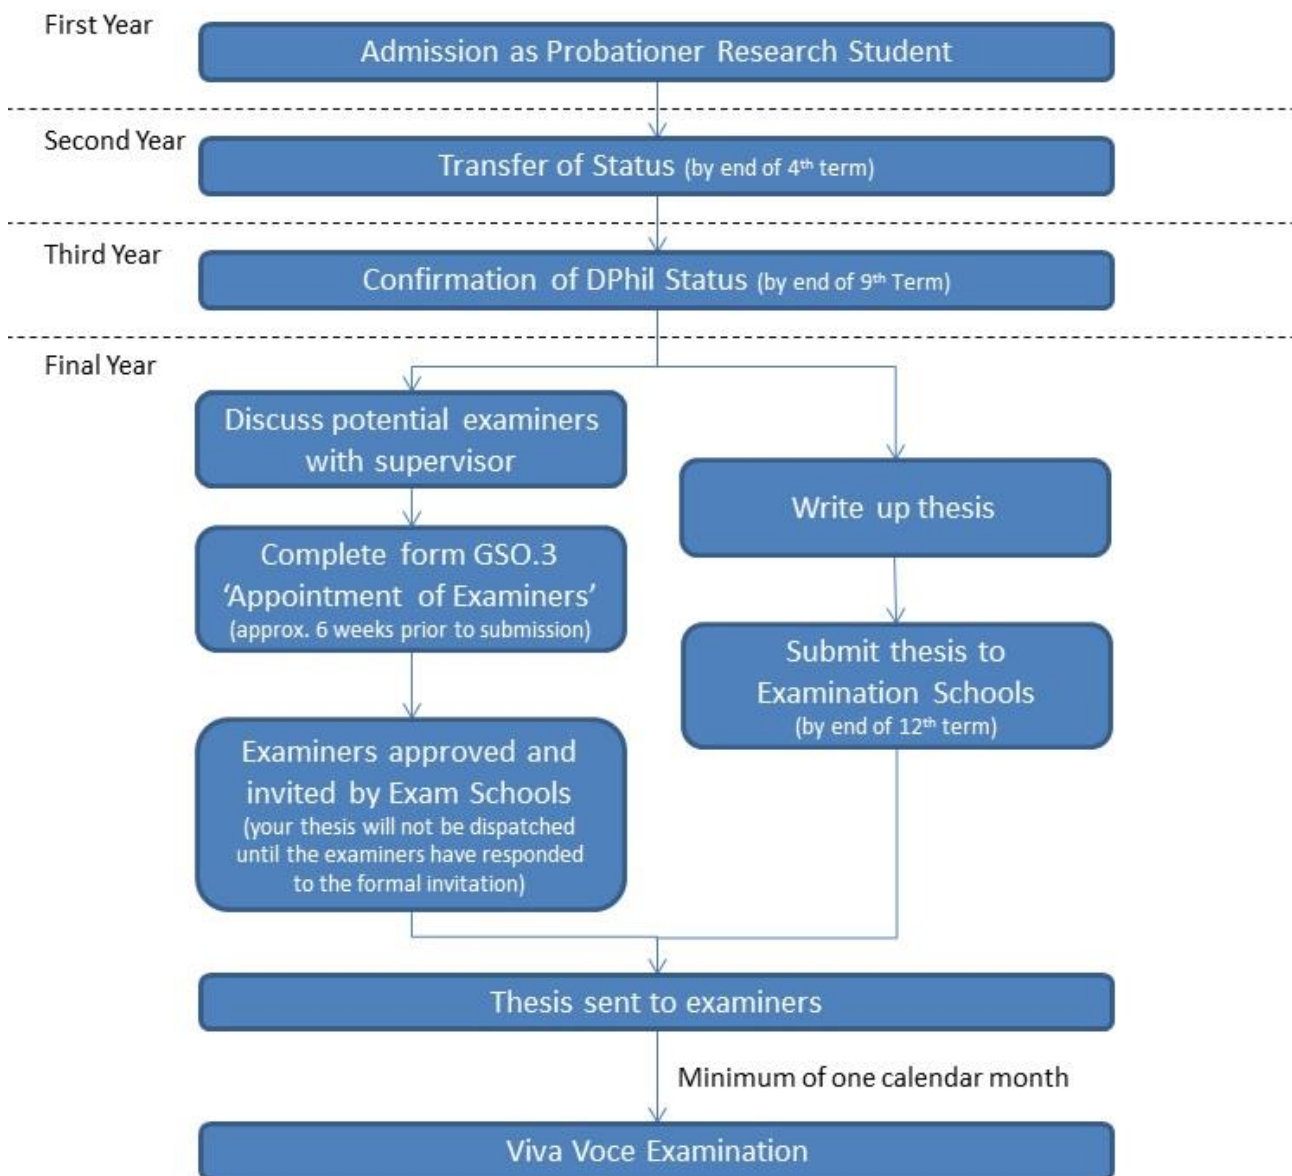 First Year
Admission as Probationer Research Student
Second Year
Transfer of Status (by end of 4th term)
Third Year
Confirmation of DPhil Status (by end of 9th Term)
Final Year
Discuss potential examiners
with supervisor
Complete form GSO.3
‘Appointment of Examiners’
(approx. 6 weeks prior to submission)
Examiners approved and
invited by Exam Schools
(your thesis will not be dispatched
until the examiners have responded
to the formal invitation)
Write up thesis
Submit thesis to
Examination Schools
(by end of 12th term)
Thesis sent to examiners
Minimum of one calendar month
Viva Voce Examination